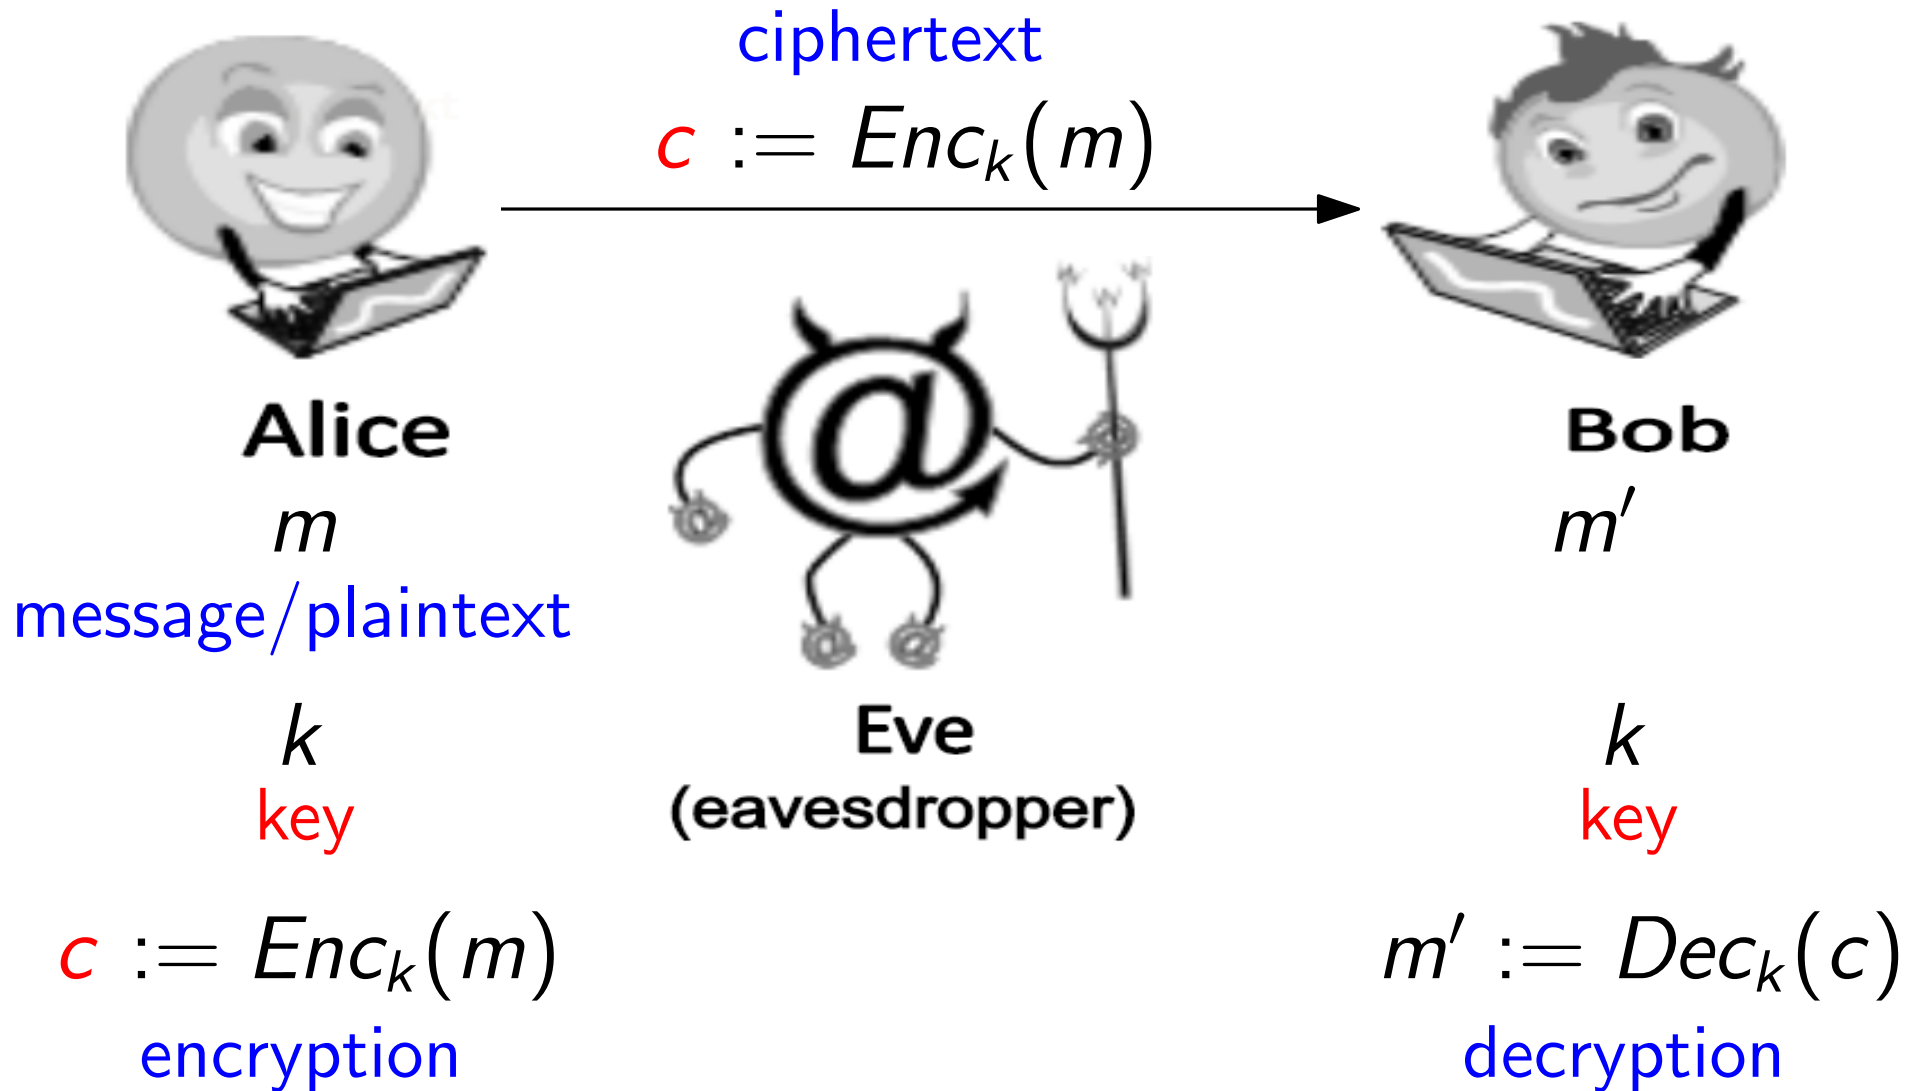 ciphertext
c := Enc_k(m)
Alice
Bob
m
m′
message/plaintext
Eve
(eavesdropper)
k
k
key
key
c := Enc_k(m)
m′ := Dec_k(c)
encryption
decryption